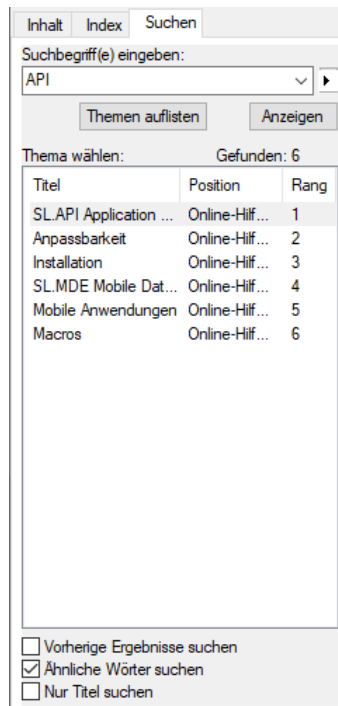 Inhalt Index Suchen
Suchbegriff(e) eingeben:
API
Themen auflisten Anzeigen
Thema wählen: Gefunden: 6
Titel Position Rang
SL.API Application ... Online-Hilf... 1
Anpassbarkeit Online-Hilf... 2
Installation Online-Hilf... 3
SL.MDE Mobile Dat... Online-Hilf... 4
Mobile Anwendungen Online-Hilf... 5
Macros Online-Hilf... 6
Vorherige Ergebnisse suchen
Ähnliche Wörter suchen
Nur Titel suchen